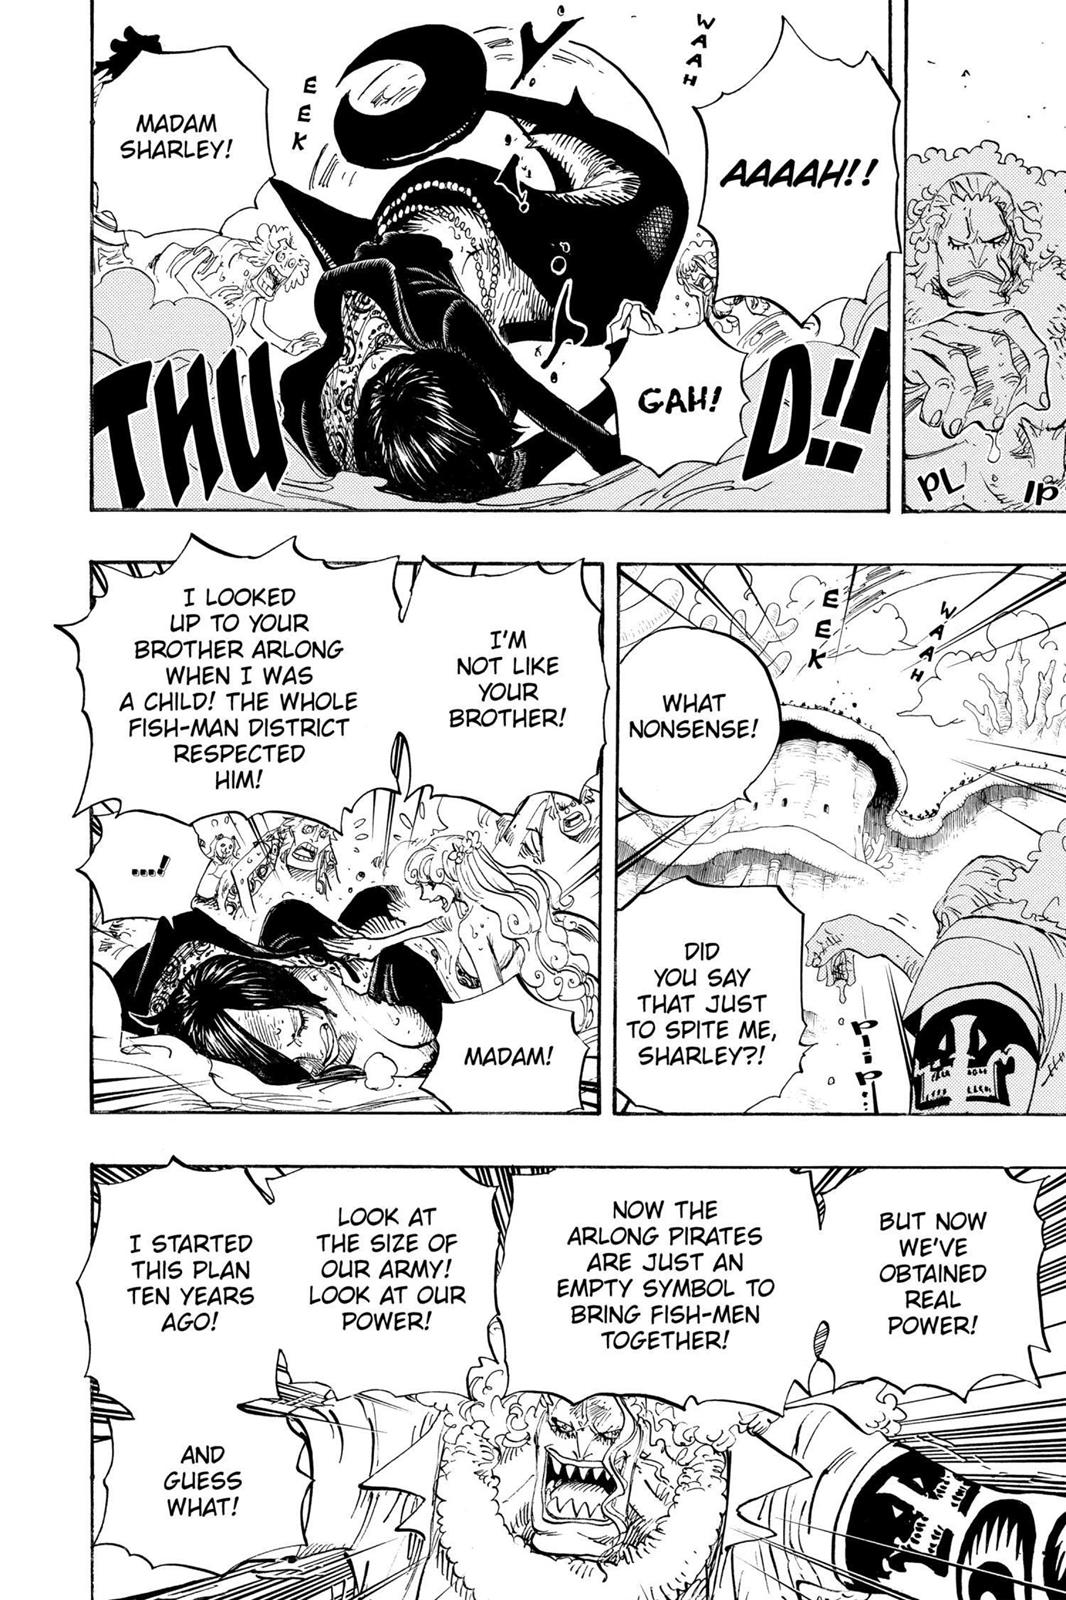 PL
IP
WAAH
AAAAH!!
EEK
MADAM
SHARLEY!
GAH!
THU
D!!
WAAH
EEK
WHAT
NONSENSE!
DID
YOU SAY
THAT JUST
TO SPITE ME,
SHARLEY?!
PLIP...
I'M
NOT LIKE
YOUR
BROTHER!
I LOOKED
UP TO YOUR
BROTHER ARLONG
WHEN I WAS
A CHILD! THE WHOLE
FISH-MAN DISTRICT
RESPECTED
HIM!
...!
MADAM!
BUT NOW
WE'VE
OBTAINED
REAL
POWER!
NOW THE
ARLONG PIRATES
ARE JUST AN
EMPTY SYMBOL TO
BRING FISH-MEN
TOGETHER!
LOOK AT
THE SIZE OF
OUR ARMY!
LOOK AT OUR
POWER!
I STARTED
THIS PLAN
TEN YEARS
AGO!
AND
GUESS
WHAT!